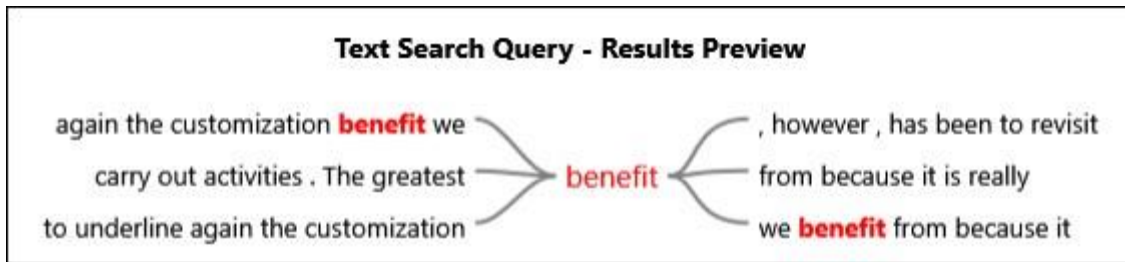 Text Search Query - Results Preview
again the customization benefit we
carry out activities . The greatest
to underline again the customization
benefit
, however , has been to revisit
from because it is really
we benefit from because it